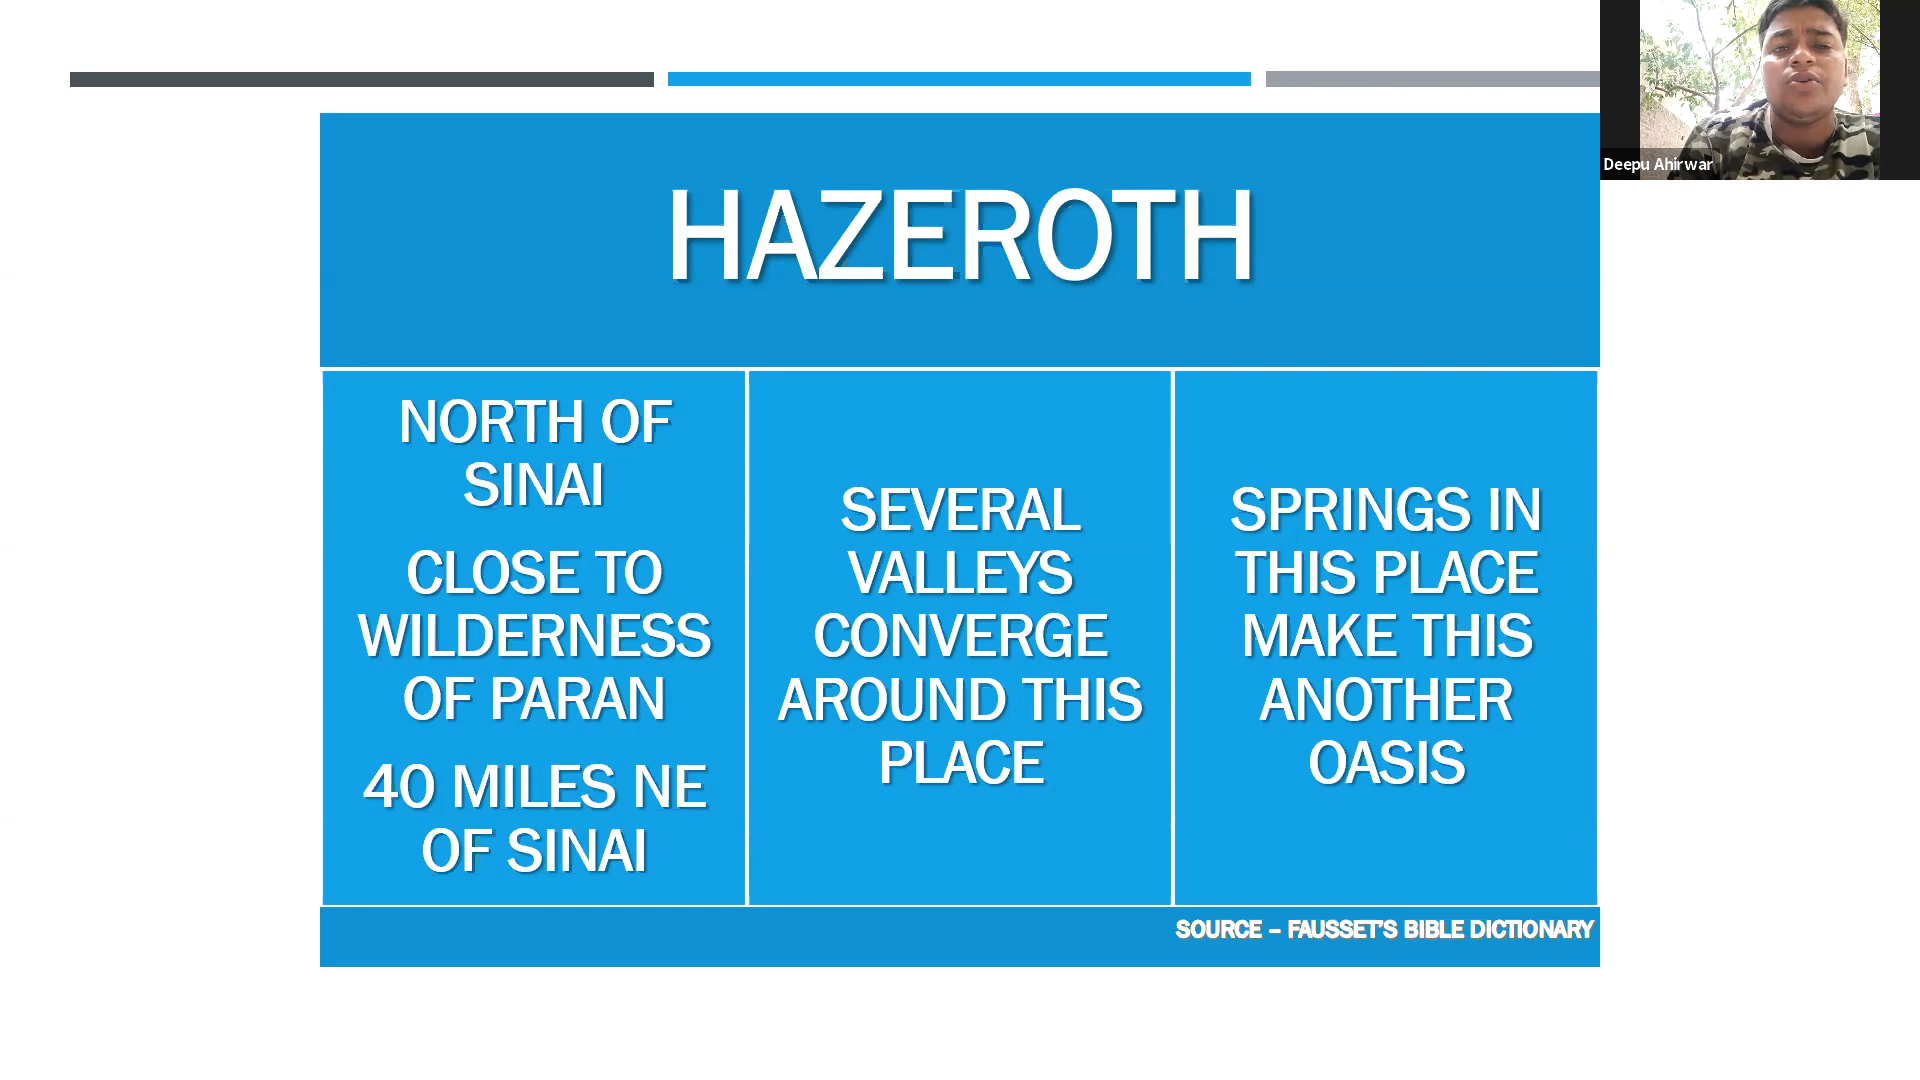 Deepu Ahirwar
HAZEROTH
NORTH OF
SINAI
CLOSE TO
WILDERNESS
OF PARAN
40 MILES NE
OF SINAI
SEVERAL
VALLEYS
CONVERGE
AROUND THIS
PLACE
SPRINGS IN
THIS PLACE
MAKE THIS
ANOTHER
OASIS
SOURCE – FAUSSET'S BIBLE DICTIONARY